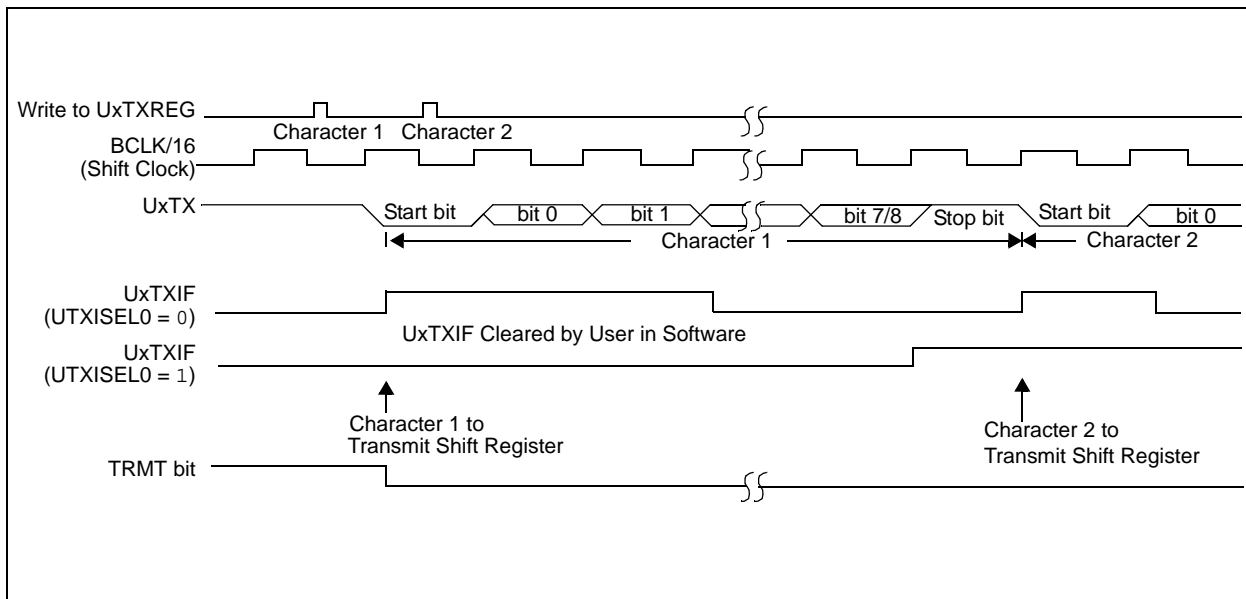 Write to UxTXREG
Character 1
Character 2
BCLK/16
(Shift Clock)
UxTX
Start bit
bit 0
bit 1
bit 7/8
Stop bit
Start bit
bit 0
Character 1
Character 2
UxTXIF
(UTXISEL0 = 0)
UxTXIF Cleared by User in Software
UxTXIF
(UTXISEL0 = 1)
Character 1 to
Transmit Shift Register
Character 2 to
Transmit Shift Register
TRMT bit